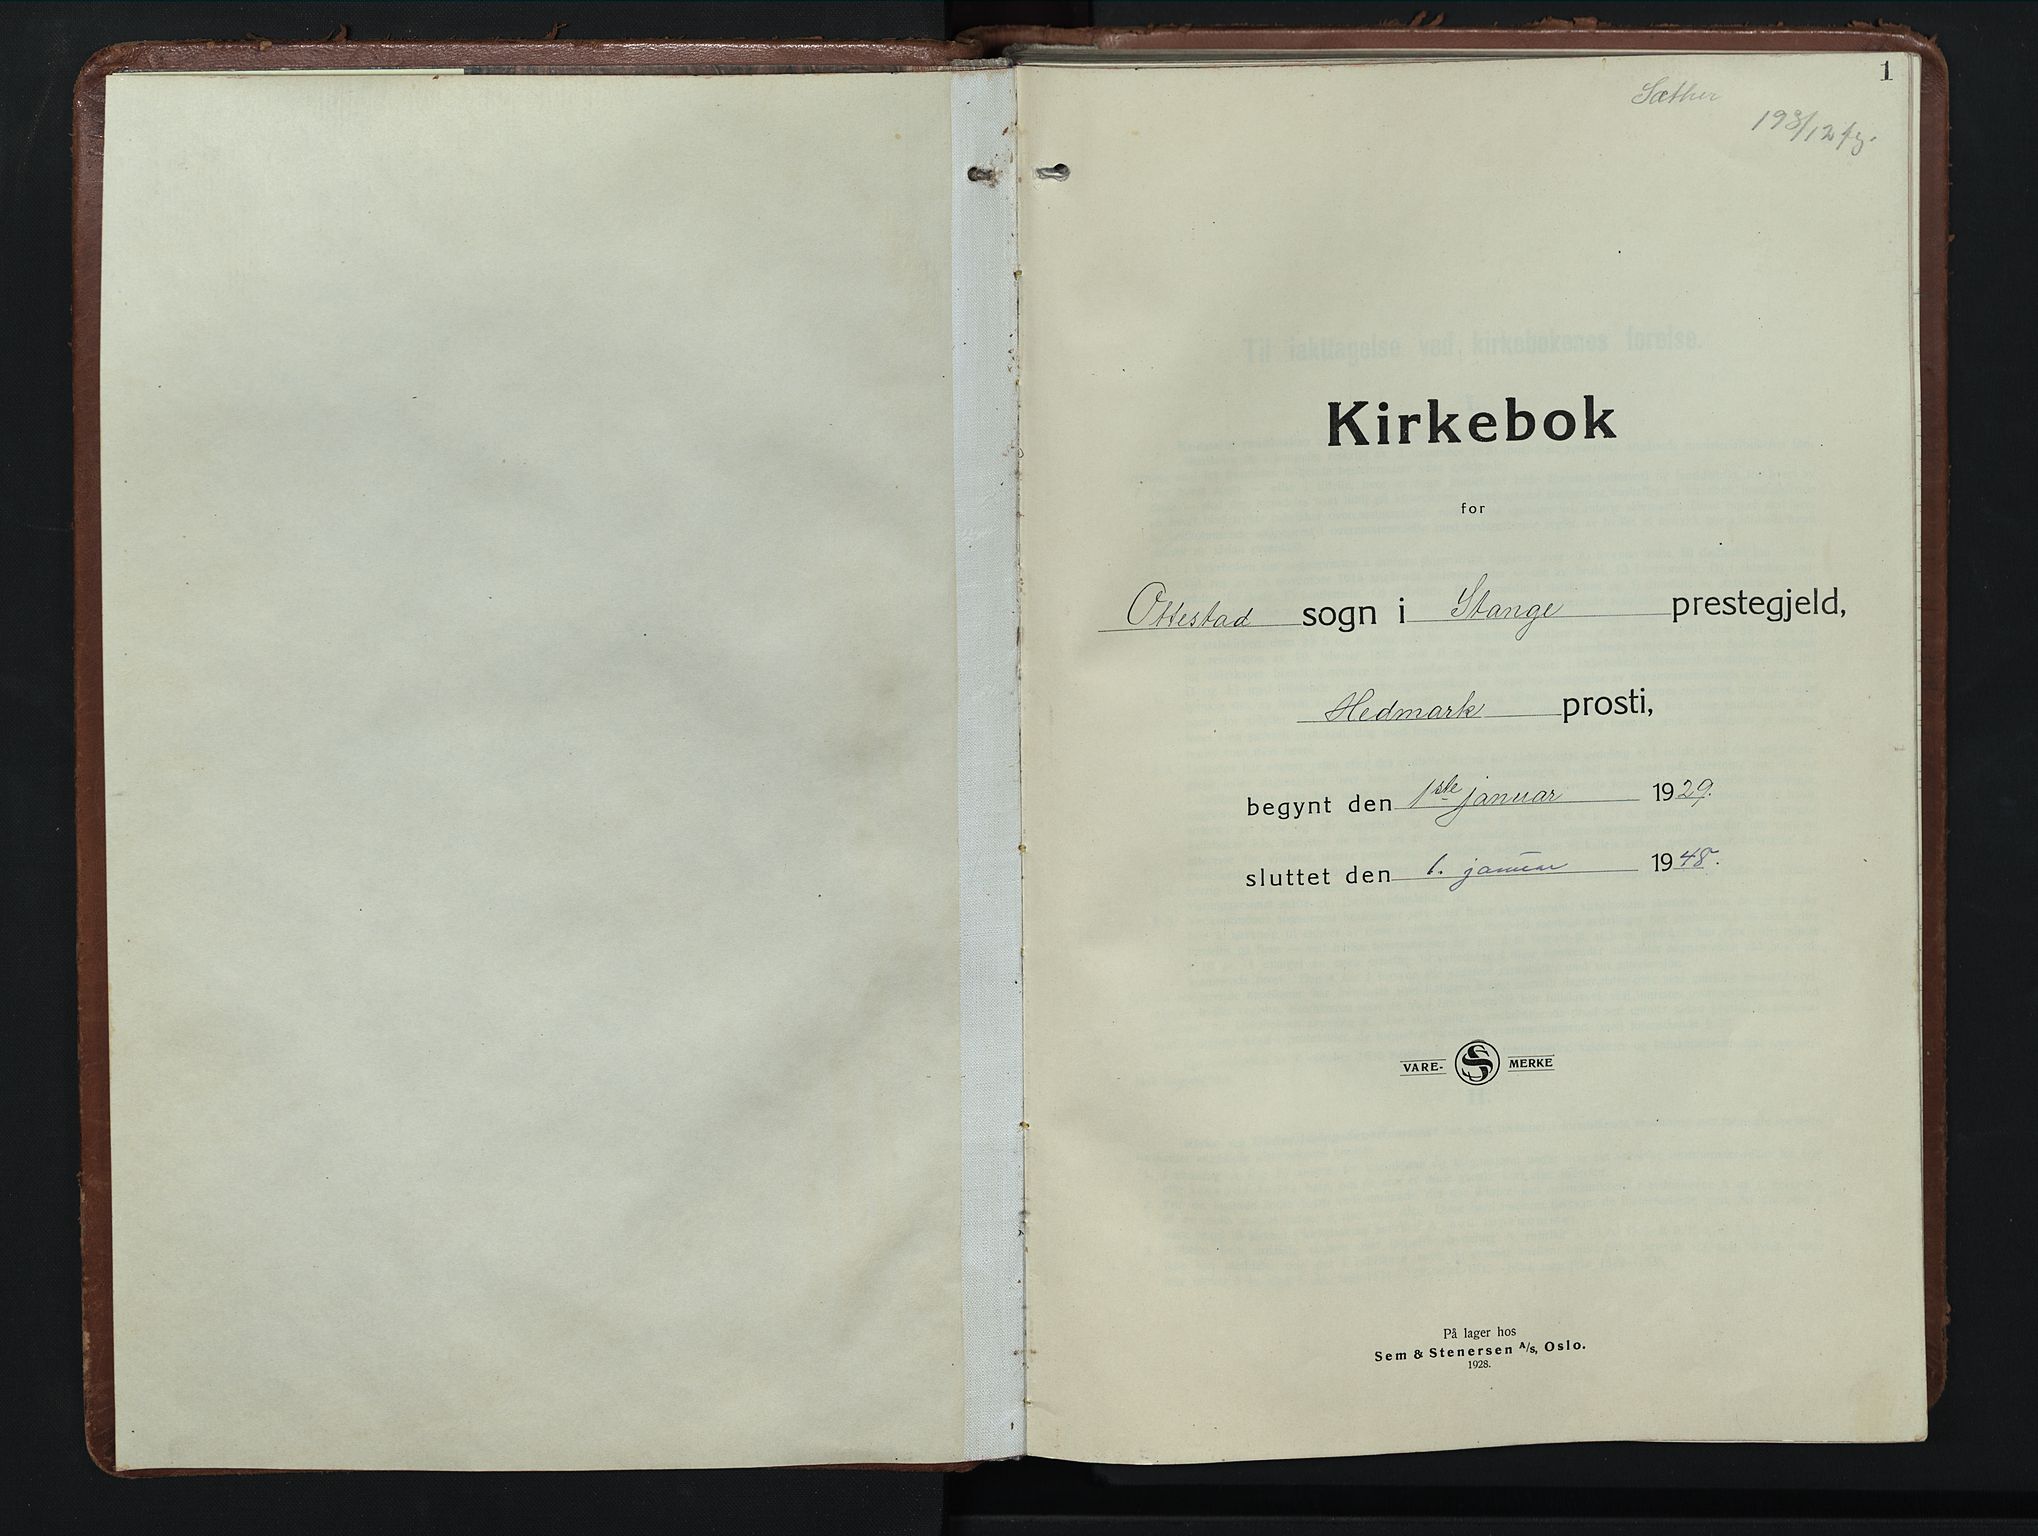 1
Sæther
193/12 fg.
Kirkebok
for
Ottestad sogn i Stange prestegjeld,
Hedmark prosti,
begynt den 1ste januar 1929.
sluttet den 1. januar 1948.
VARE- S MERKE
På lager hos
Sem & Stenersen A/s, Oslo.
1928.